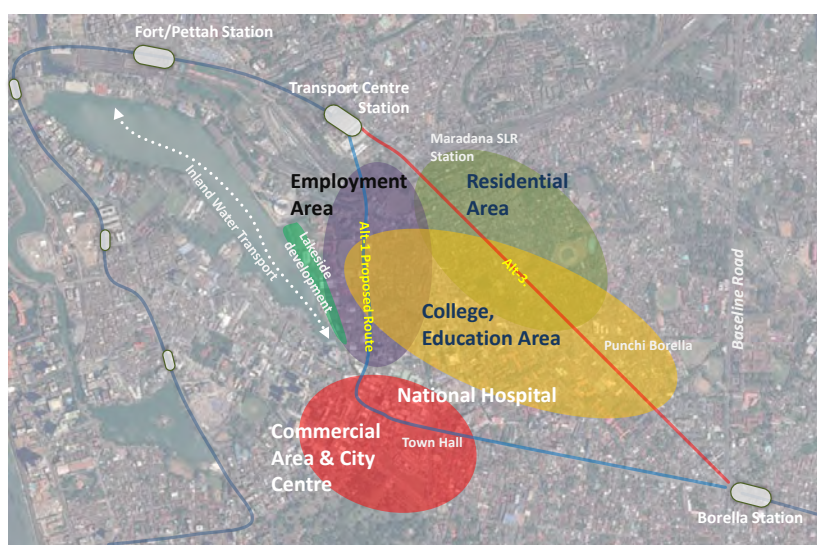 Fort/Pettah Station
Transport Centre
Station
Maradana SLR
Station
Employment
Area
Residential
Area
Inland Water Transport
Lakeside
development
Alt-1 Proposed Route
Alt-3,
College,
Education Area
Baseline Road
Punchi Borella
National Hospital
Commercial
Area & City
Centre
Town Hall
Borella Station